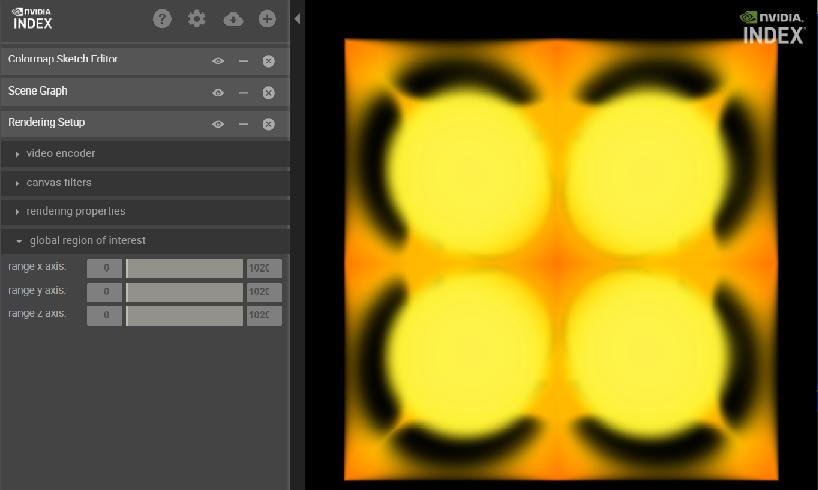 NVIDIA.
INDEX
?
Colormap Sketch Editor
Scene Graph
Rendering Setup
video encoder
canvas filters
rendering properties
global region of interest
range x axis: 0 1020
range y axis: 0 1020
range z axis: 0 1020
NVIDIA.
INDEX